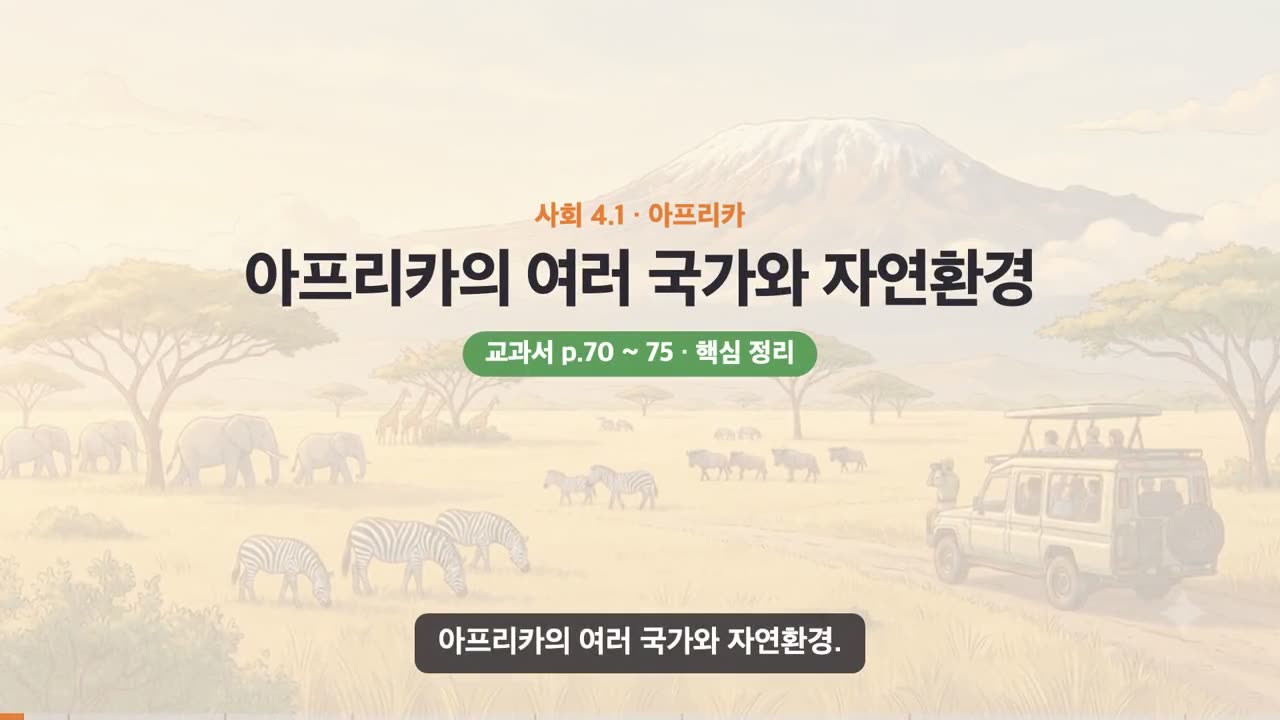 사회 4.1 · 아프리카
아프리카의 여러 국가와 자연환경
교과서 p.70 ~ 75 · 핵심 정리
아프리카의 여러 국가와 자연환경.